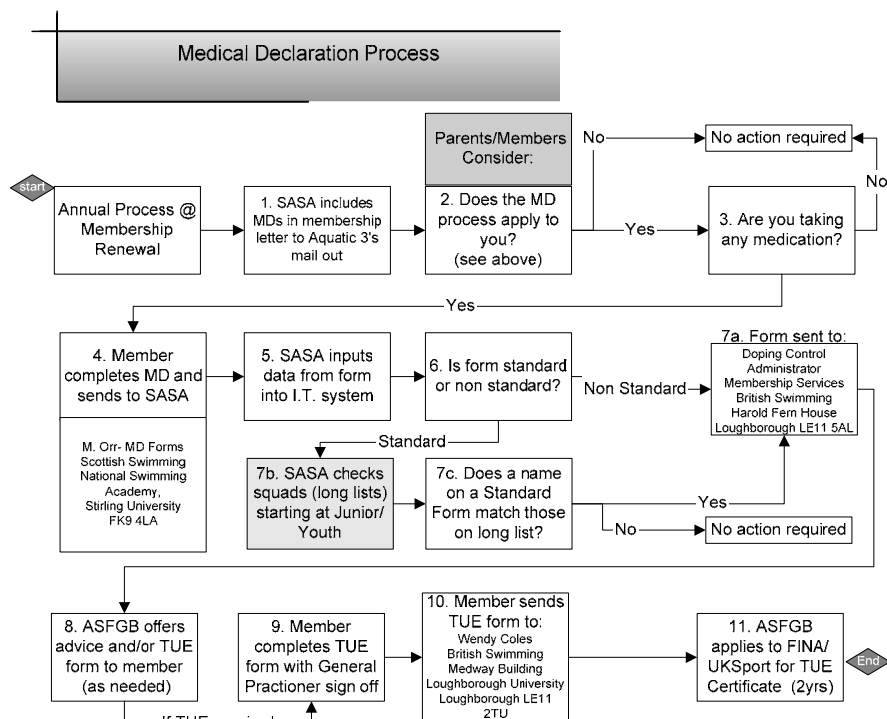 Medical Declaration Process
Parents/Members
Consider:
No
No action required
start
No
Annual Process @
Membership
Renewal
1. SASA includes
MDs in membership
letter to Aquatic 3's
mail out
2. Does the MD
process apply to
you?
(see above)
Yes
3. Are you taking
any medication?
Yes
4. Member
completes MD and
sends to SASA
5. SASA inputs
data from form
into I.T. system
6. Is form standard
or non standard?
Non Standard
7a. Form sent to:
Doping Control
Administrator
Membership Services
British Swimming
Harold Fern House
Loughborough LE11 5AL
Standard
M. Orr- MD Forms
Scottish Swimming
National Swimming
Academy,
Stirling University
FK9 4LA
7b. SASA checks
squads (long lists)
starting at Junior/
Youth
7c. Does a name
on a Standard
Form match those
on long list?
Yes
No
No action required
8. ASFGB offers
advice and/or TUE
form to member
(as needed)
9. Member
completes TUE
form with General
Practioner sign off
10. Member sends
TUE form to:
Wendy Coles
British Swimming
Medway Building
Loughborough University
Loughborough LE11
2TU
11. ASFGB
applies to FINA/
UKSport for TUE
Certificate (2yrs)
End
If TUE